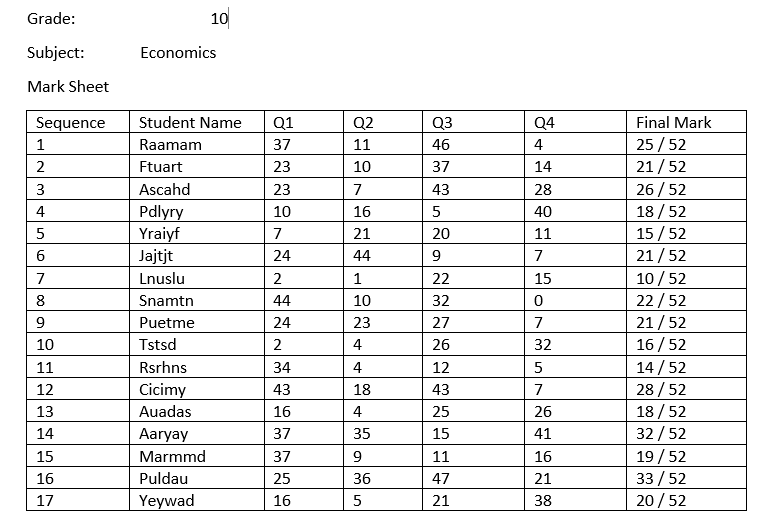 Grade: 10
Subject: Economics
Mark Sheet
Sequence Student Name Q1 Q2 Q3 Q4 Final Mark
1 Raamam 37 11 46 4 25 / 52
2 Ftuart 23 10 37 14 21 / 52
3 Ascahd 23 7 43 28 26 / 52
4 Pdlyry 10 16 5 40 18 / 52
5 Yraiyf 7 21 20 11 15 / 52
6 Jajtjt 24 44 9 7 21 / 52
7 Lnuslu 2 1 22 15 10 / 52
8 Snamtn 44 10 32 0 22 / 52
9 Puetme 24 23 27 7 21 / 52
10 Tstsd 2 4 26 32 16 / 52
11 Rsrhns 34 4 12 5 14 / 52
12 Cicimy 43 18 43 7 28 / 52
13 Auadas 16 4 25 26 18 / 52
14 Aaryay 37 35 15 41 32 / 52
15 Marmmd 37 9 11 16 19 / 52
16 Puldau 25 36 47 21 33 / 52
17 Yeywad 16 5 21 38 20 / 52